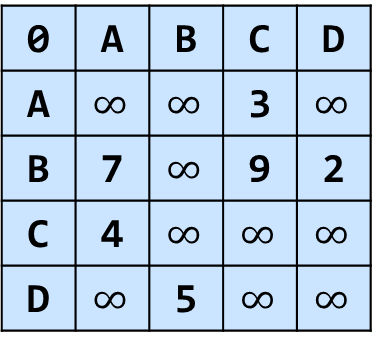 0 A B C D
A ∞ ∞ 3 ∞
B 7 ∞ 9 2
C 4 ∞ ∞ ∞
D ∞ 5 ∞ ∞